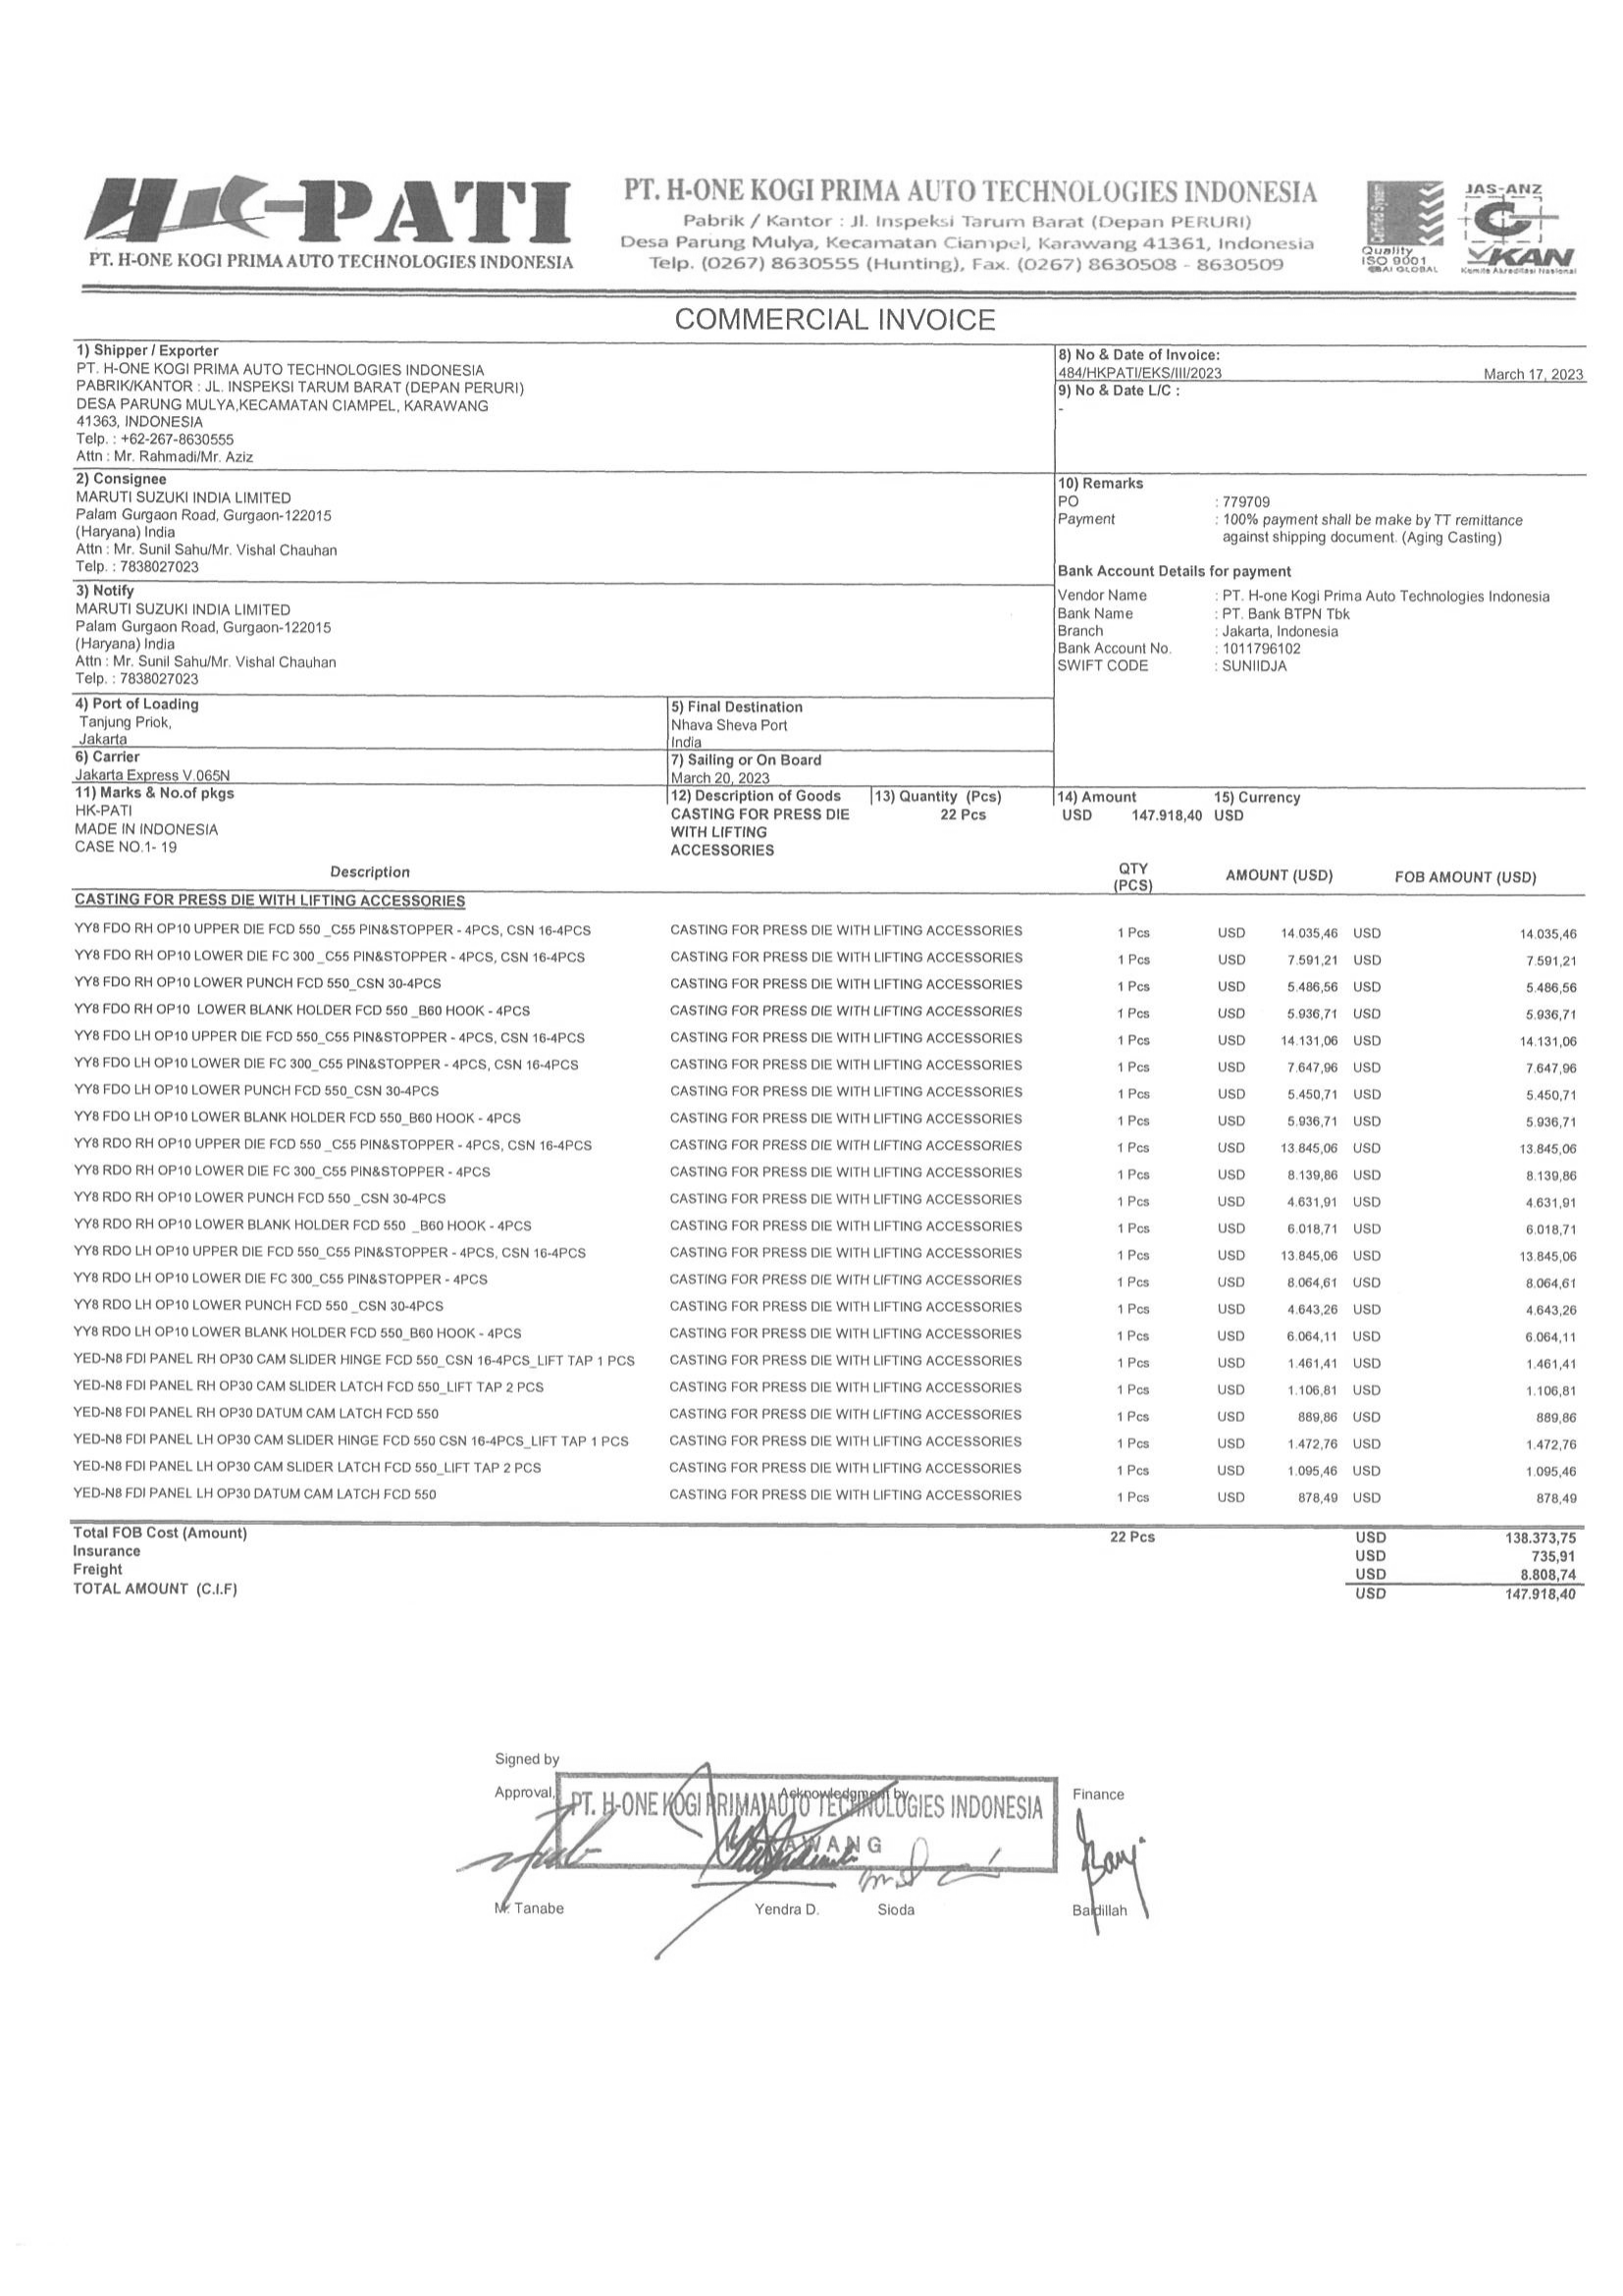 HK-PATI
PT. H-ONE KOGI PRIMA AUTO TECHNOLOGIES INDONESIA
PT. H-ONE KOGI PRIMA AUTO TECHNOLOGIES INDONESIA
Pabrik / Kantor : Jl. Inspeksi Tarum Barat (Depan PERURI)
Desa Parung Mulya, Kecamatan Ciampel, Karawang 41361, Indonesia
Telp. (0267) 8630555 (Hunting), Fax. (0267) 8630508 - 8630509
Certified System
Quality
ISO 9001
SAI GLOBAL
JAS-ANZ
KAN
Komite Akreditasi Nasional
COMMERCIAL INVOICE
1) Shipper / Exporter
PT. H-ONE KOGI PRIMA AUTO TECHNOLOGIES INDONESIA
PABRIK/KANTOR : JL. INSPEKSI TARUM BARAT (DEPAN PERURI)
DESA PARUNG MULYA,KECAMATAN CIAMPEL, KARAWANG
41363, INDONESIA
Telp. : +62-267-8630555
Attn : Mr. Rahmadi/Mr. Aziz
8) No & Date of Invoice:
484/HKPATI/EKS/III/2023 March 17, 2023
9) No & Date L/C :
-
2) Consignee
MARUTI SUZUKI INDIA LIMITED
Palam Gurgaon Road, Gurgaon-122015
(Haryana) India
Attn : Mr. Sunil Sahu/Mr. Vishal Chauhan
Telp. : 7838027023
3) Notify
MARUTI SUZUKI INDIA LIMITED
Palam Gurgaon Road, Gurgaon-122015
(Haryana) India
Attn : Mr. Sunil Sahu/Mr. Vishal Chauhan
Telp. : 7838027023
10) Remarks
PO : 779709
Payment : 100% payment shall be make by TT remittance
against shipping document. (Aging Casting)
Bank Account Details for payment
Vendor Name : PT. H-one Kogi Prima Auto Technologies Indonesia
Bank Name : PT. Bank BTPN Tbk
Branch : Jakarta, Indonesia
Bank Account No. : 1011796102
SWIFT CODE : SUNIIDJA
4) Port of Loading
Tanjung Priok,
Jakarta
5) Final Destination
Nhava Sheva Port
India
6) Carrier
Jakarta Express V.065N
7) Sailing or On Board
March 20, 2023
11) Marks & No.of pkgs
HK-PATI
MADE IN INDONESIA
CASE NO.1- 19
12) Description of Goods
CASTING FOR PRESS DIE
WITH LIFTING
ACCESSORIES
13) Quantity (Pcs)
22 Pcs
14) Amount 15) Currency
USD 147.918,40 USD
Description QTY (PCS) AMOUNT (USD) FOB AMOUNT (USD)
CASTING FOR PRESS DIE WITH LIFTING ACCESSORIES
YY8 FDO RH OP10 UPPER DIE FCD 550 _C55 PIN&STOPPER - 4PCS, CSN 16-4PCS CASTING FOR PRESS DIE WITH LIFTING ACCESSORIES 1 Pcs USD 14.035,46 USD 14.035,46
YY8 FDO RH OP10 LOWER DIE FC 300 _C55 PIN&STOPPER - 4PCS, CSN 16-4PCS CASTING FOR PRESS DIE WITH LIFTING ACCESSORIES 1 Pcs USD 7.591,21 USD 7.591,21
YY8 FDO RH OP10 LOWER PUNCH FCD 550_CSN 30-4PCS CASTING FOR PRESS DIE WITH LIFTING ACCESSORIES 1 Pcs USD 5.486,56 USD 5.486,56
YY8 FDO RH OP10 LOWER BLANK HOLDER FCD 550 _B60 HOOK - 4PCS CASTING FOR PRESS DIE WITH LIFTING ACCESSORIES 1 Pcs USD 5.936,71 USD 5.936,71
YY8 FDO LH OP10 UPPER DIE FCD 550_C55 PIN&STOPPER - 4PCS, CSN 16-4PCS CASTING FOR PRESS DIE WITH LIFTING ACCESSORIES 1 Pcs USD 14.131,06 USD 14.131,06
YY8 FDO LH OP10 LOWER DIE FC 300_C55 PIN&STOPPER - 4PCS, CSN 16-4PCS CASTING FOR PRESS DIE WITH LIFTING ACCESSORIES 1 Pcs USD 7.647,96 USD 7.647,96
YY8 FDO LH OP10 LOWER PUNCH FCD 550_CSN 30-4PCS CASTING FOR PRESS DIE WITH LIFTING ACCESSORIES 1 Pcs USD 5.450,71 USD 5.450,71
YY8 FDO LH OP10 LOWER BLANK HOLDER FCD 550_B60 HOOK - 4PCS CASTING FOR PRESS DIE WITH LIFTING ACCESSORIES 1 Pcs USD 5.936,71 USD 5.936,71
YY8 RDO RH OP10 UPPER DIE FCD 550 _C55 PIN&STOPPER - 4PCS, CSN 16-4PCS CASTING FOR PRESS DIE WITH LIFTING ACCESSORIES 1 Pcs USD 13.845,06 USD 13.845,06
YY8 RDO RH OP10 LOWER DIE FC 300_C55 PIN&STOPPER - 4PCS CASTING FOR PRESS DIE WITH LIFTING ACCESSORIES 1 Pcs USD 8.139,86 USD 8.139,86
YY8 RDO RH OP10 LOWER PUNCH FCD 550 _CSN 30-4PCS CASTING FOR PRESS DIE WITH LIFTING ACCESSORIES 1 Pcs USD 4.631,91 USD 4.631,91
YY8 RDO RH OP10 LOWER BLANK HOLDER FCD 550 _B60 HOOK - 4PCS CASTING FOR PRESS DIE WITH LIFTING ACCESSORIES 1 Pcs USD 6.018,71 USD 6.018,71
YY8 RDO LH OP10 UPPER DIE FCD 550_C55 PIN&STOPPER - 4PCS, CSN 16-4PCS CASTING FOR PRESS DIE WITH LIFTING ACCESSORIES 1 Pcs USD 13.845,06 USD 13.845,06
YY8 RDO LH OP10 LOWER DIE FC 300_C55 PIN&STOPPER - 4PCS CASTING FOR PRESS DIE WITH LIFTING ACCESSORIES 1 Pcs USD 8.064,61 USD 8.064,61
YY8 RDO LH OP10 LOWER PUNCH FCD 550 _CSN 30-4PCS CASTING FOR PRESS DIE WITH LIFTING ACCESSORIES 1 Pcs USD 4.643,26 USD 4.643,26
YY8 RDO LH OP10 LOWER BLANK HOLDER FCD 550_B60 HOOK - 4PCS CASTING FOR PRESS DIE WITH LIFTING ACCESSORIES 1 Pcs USD 6.064,11 USD 6.064,11
YED-N8 FDI PANEL RH OP30 CAM SLIDER HINGE FCD 550_CSN 16-4PCS_LIFT TAP 1 PCS CASTING FOR PRESS DIE WITH LIFTING ACCESSORIES 1 Pcs USD 1.461,41 USD 1.461,41
YED-N8 FDI PANEL RH OP30 CAM SLIDER LATCH FCD 550_LIFT TAP 2 PCS CASTING FOR PRESS DIE WITH LIFTING ACCESSORIES 1 Pcs USD 1.106,81 USD 1.106,81
YED-N8 FDI PANEL RH OP30 DATUM CAM LATCH FCD 550 CASTING FOR PRESS DIE WITH LIFTING ACCESSORIES 1 Pcs USD 889,86 USD 889,86
YED-N8 FDI PANEL LH OP30 CAM SLIDER HINGE FCD 550 CSN 16-4PCS_LIFT TAP 1 PCS CASTING FOR PRESS DIE WITH LIFTING ACCESSORIES 1 Pcs USD 1.472,76 USD 1.472,76
YED-N8 FDI PANEL LH OP30 CAM SLIDER LATCH FCD 550_LIFT TAP 2 PCS CASTING FOR PRESS DIE WITH LIFTING ACCESSORIES 1 Pcs USD 1.095,46 USD 1.095,46
YED-N8 FDI PANEL LH OP30 DATUM CAM LATCH FCD 550 CASTING FOR PRESS DIE WITH LIFTING ACCESSORIES 1 Pcs USD 878,49 USD 878,49
Total FOB Cost (Amount) 22 Pcs USD 138.373,75
Insurance USD 735,91
Freight USD 8.808,74
TOTAL AMOUNT (C.I.F) USD 147.918,40
Signed by
Approval, Acknowledgment by Finance
PT. H-ONE KOGI PRIMA AUTO TECHNOLOGIES INDONESIA
M. Tanabe Yendra D. Sioda Baldillah